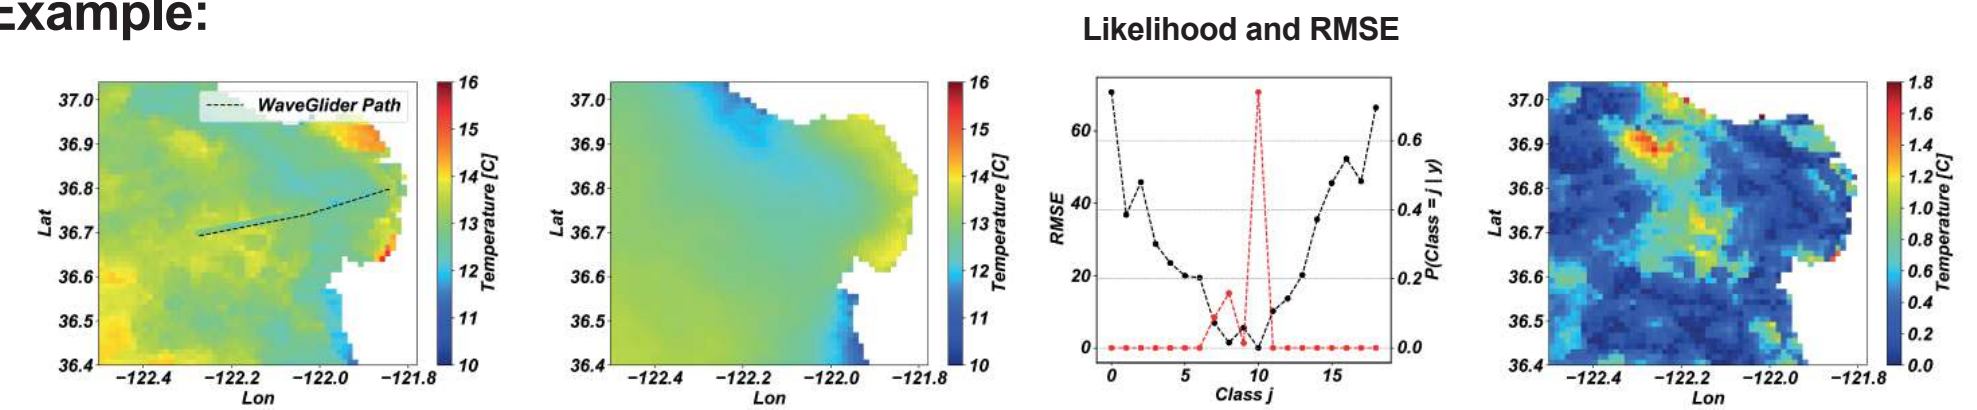 Example:
Likelihood and RMSE
WaveGlider Path
Lat
37.0
36.9
36.8
36.7
36.6
36.5
36.4
−122.4 −122.2 −122.0 −121.8
Lon
16
15
14
13
12
11
10
Temperature [C]
Lat
37.0
36.9
36.8
36.7
36.6
36.5
36.4
−122.4 −122.2 −122.0 −121.8
Lon
16
15
14
13
12
11
10
Temperature [C]
RMSE
60
40
20
0
0 5 10 15
Class j
0.6
0.4
0.2
0.0
P(Class = j | y)
Lat
37.0
36.9
36.8
36.7
36.6
36.5
36.4
−122.4 −122.2 −122.0 −121.8
Lon
1.8
1.6
1.4
1.2
1.0
0.8
0.6
0.4
0.2
0.0
Temperature [C]